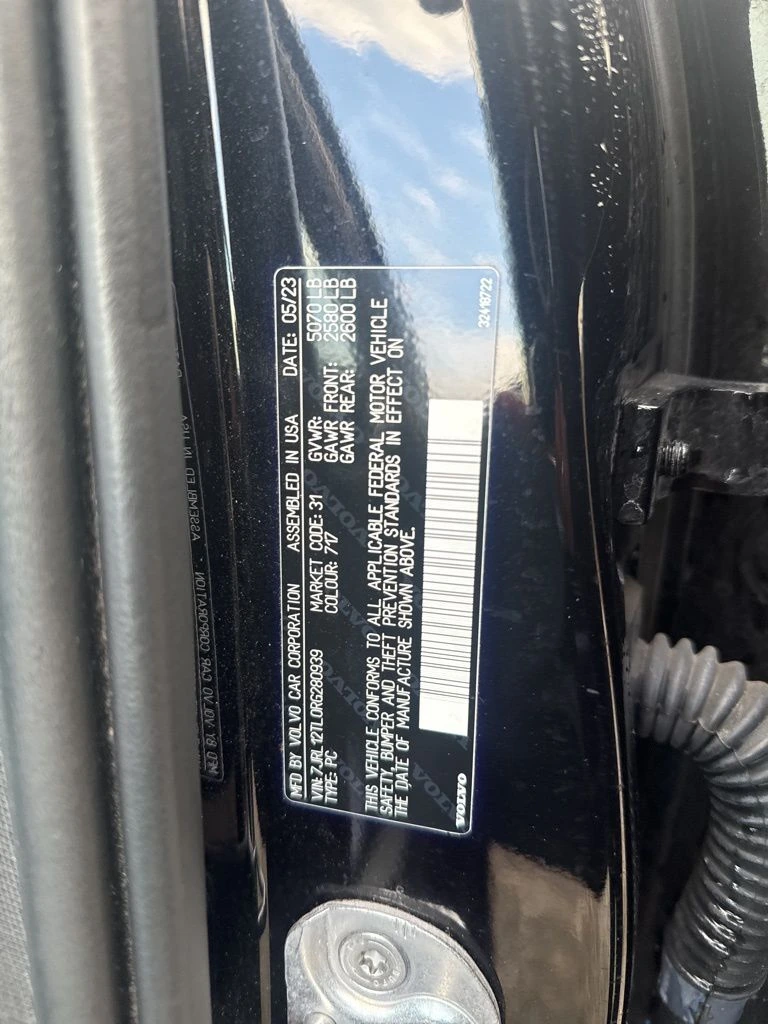 MFD BY VOLVO CAR CORPORATION ASSEMBLED IN USA DATE: 05/23
VIN: 7JRL12TL0RG280939 MARKET CODE: 31 GVWR: 5070 LB
TYPE: PC COLOUR: 717 GAWR FRONT: 2580 LB
GAWR REAR: 2600 LB
THIS VEHICLE CONFORMS TO ALL APPLICABLE FEDERAL MOTOR VEHICLE
SAFETY, BUMPER AND THEFT PREVENTION STANDARDS IN EFFECT ON
THE DATE OF MANUFACTURE SHOWN ABOVE.
VOLVO 32416722